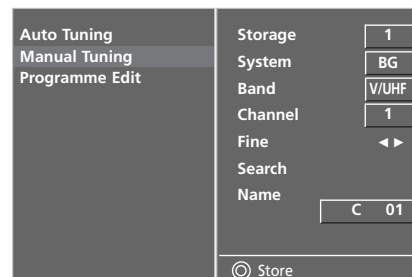 Auto Tuning
Manual Tuning
Programme Edit
Storage 1
System BG
Band V/UHF
Channel 1
Fine ◄ ►
Search
Name
C 01
Store